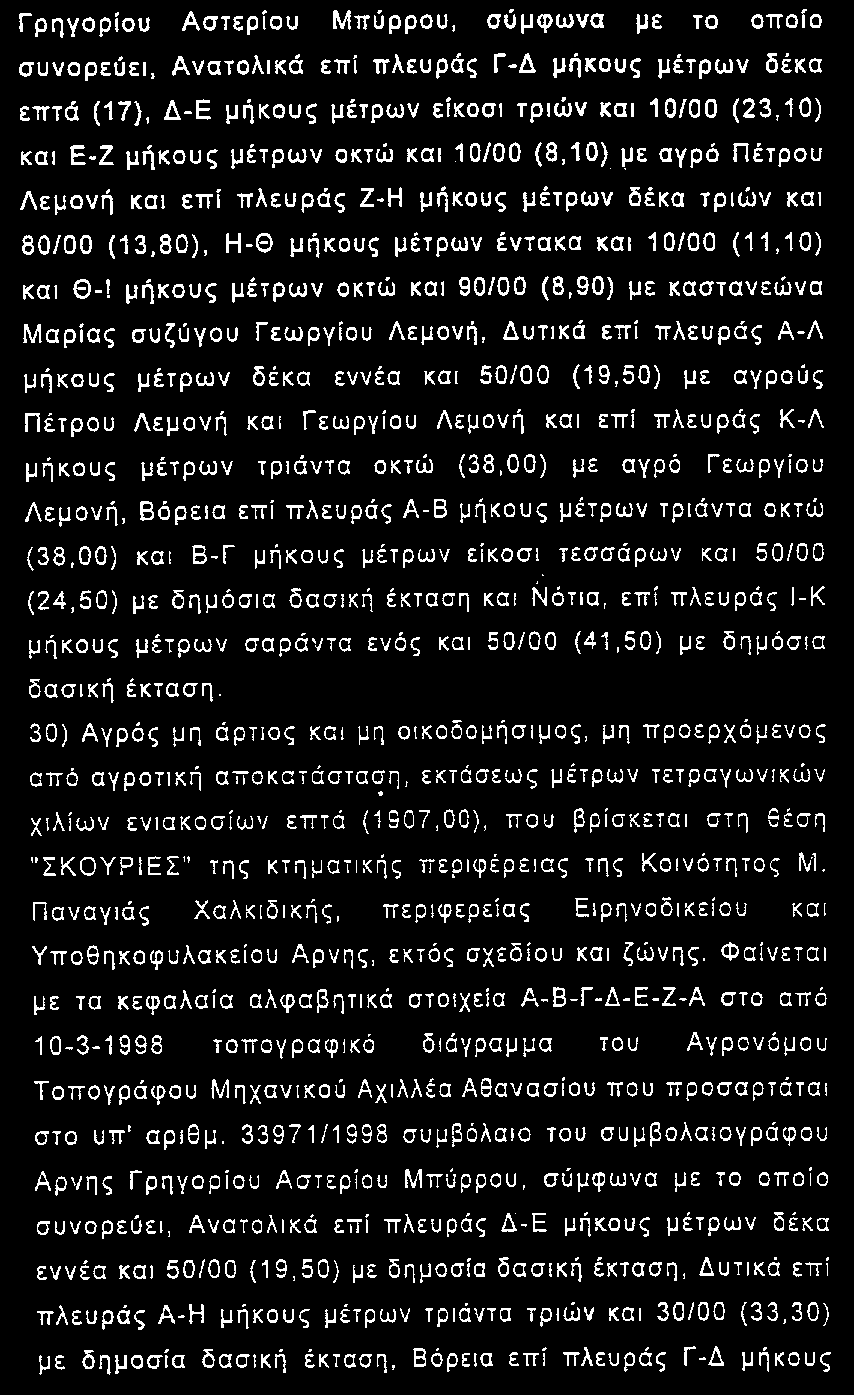 Γρηγορίου Αστερίου Μπύρρου, σύμφωνα με το οποίο
συνορεύει, Ανατολικά επί πλευράς Γ-Δ μήκους μέτρων δέκα
επτά (17), Δ-Ε μήκους μέτρων είκοσι τριών και 10/00 (23,10)
και Ε-Ζ μήκους μέτρων οκτώ και 10/00 (8,10) με αγρό Πέτρου
Λεμονή και επί πλευράς Ζ-Η μήκους μέτρων δέκα τριών και
80/00 (13,80), Η-Θ μήκους μέτρων έντακα και 10/00 (11,10)
και Θ-Ι μήκους μέτρων οκτώ και 90/00 (8,90) με καστανεώνα
Μαρίας συζύγου Γεωργίου Λεμονή, Δυτικά επί πλευράς Α-Λ
μήκους μέτρων δέκα εννέα και 50/00 (19,50) με αγρούς
Πέτρου Λεμονή και Γεωργίου Λεμονή και επί πλευράς Κ-Λ
μήκους μέτρων τριάντα οκτώ (38,00) με αγρό Γεωργίου
Λεμονή, Βόρεια επί πλευράς Α-Β μήκους μέτρων τριάντα οκτώ
(38,00) και Β-Γ μήκους μέτρων είκοσι τεσσάρων και 50/00
(24,50) με δημόσια δασική έκταση και Νότια, επί πλευράς Ι-Κ
μήκους μέτρων σαράντα ενός και 50/00 (41,50) με δημόσια
δασική έκταση.
30) Αγρός μη άρτιος και μη οικοδομήσιμος, μη προερχόμενος
από αγροτική αποκατάσταση, εκτάσεως μέτρων τετραγωνικών
χιλίων ενιακοσίων επτά (1907,00), που βρίσκεται στη θέση
"ΣΚΟΥΡΙΕΣ" της κτηματικής περιφέρειας της Κοινότητος Μ.
Παναγιάς Χαλκιδικής, περιφερείας Ειρηνοδικείου και
Υποθηκοφυλακείου Αρνης, εκτός σχεδίου και ζώνης. Φαίνεται
με τα κεφαλαία αλφαβητικά στοιχεία Α-Β-Γ-Δ-Ε-Ζ-Α στο από
10-3-1998 τοπογραφικό διάγραμμα του Αγρονόμου
Τοπογράφου Μηχανικού Αχιλλέα Αθανασίου που προσαρτάται
στο υπ' αριθμ. 33971/1998 συμβόλαιο του συμβολαιογράφου
Αρνης Γρηγορίου Αστερίου Μπύρρου, σύμφωνα με το οποίο
συνορεύει, Ανατολικά επί πλευράς Δ-Ε μήκους μέτρων δέκα
εννέα και 50/00 (19,50) με δημοσία δασική έκταση, Δυτικά επί
πλευράς Α-Η μήκους μέτρων τριάντα τριών και 30/00 (33,30)
με δημοσία δασική έκταση, Βόρεια επί πλευράς Γ-Δ μήκους